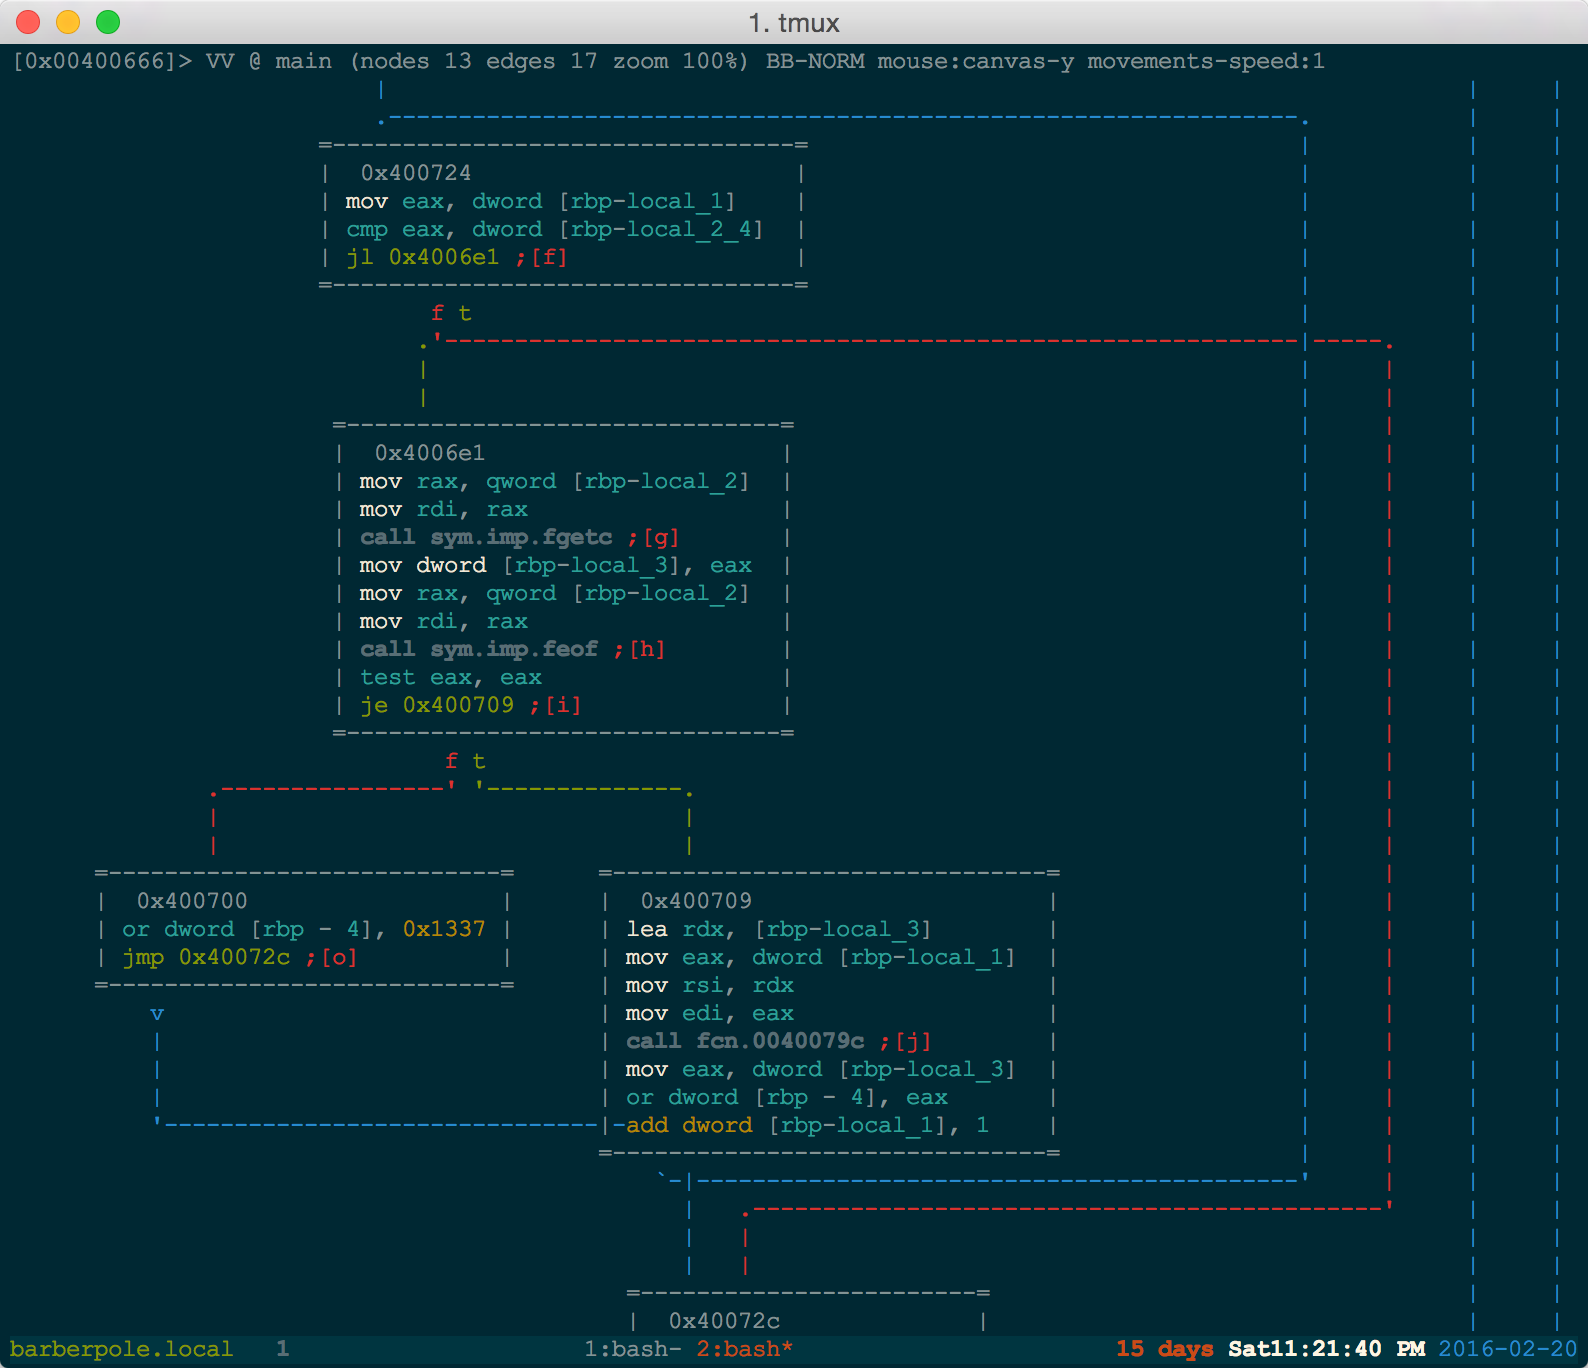 1. tmux
[0x00400666]> VV @ main (nodes 13 edges 17 zoom 100%) BB-NORM mouse:canvas-y movements-speed:1
0x400724
mov eax, dword [rbp-local_1]
cmp eax, dword [rbp-local_2_4]
jl 0x4006e1 ;[f]
f t
0x4006e1
mov rax, qword [rbp-local_2]
mov rdi, rax
call sym.imp.fgetc ;[g]
mov dword [rbp-local_3], eax
mov rax, qword [rbp-local_2]
mov rdi, rax
call sym.imp.feof ;[h]
test eax, eax
je 0x400709 ;[i]
f t
0x400700
or dword [rbp - 4], 0x1337
jmp 0x40072c ;[o]
v
0x400709
lea rdx, [rbp-local_3]
mov eax, dword [rbp-local_1]
mov rsi, rdx
mov edi, eax
call fcn.0040079c ;[j]
mov eax, dword [rbp-local_3]
or dword [rbp - 4], eax
add dword [rbp-local_1], 1
0x40072c
barberpole.local 1 1:bash- 2:bash* 15 days Sat11:21:40 PM 2016-02-20